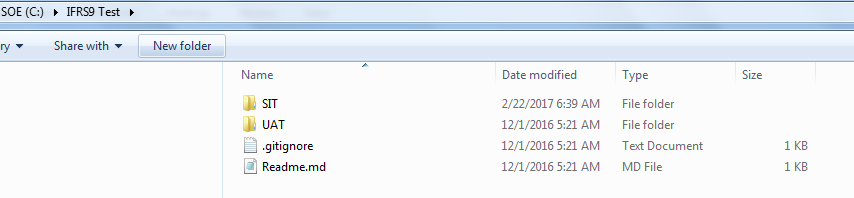 SOE (C:) IFRS9 Test
ry Share with New folder
Name Date modified Type Size
SIT 2/22/2017 6:39 AM File folder
UAT 12/1/2016 5:21 AM File folder
.gitignore 12/1/2016 5:21 AM Text Document 1 KB
Readme.md 12/1/2016 5:21 AM MD File 1 KB